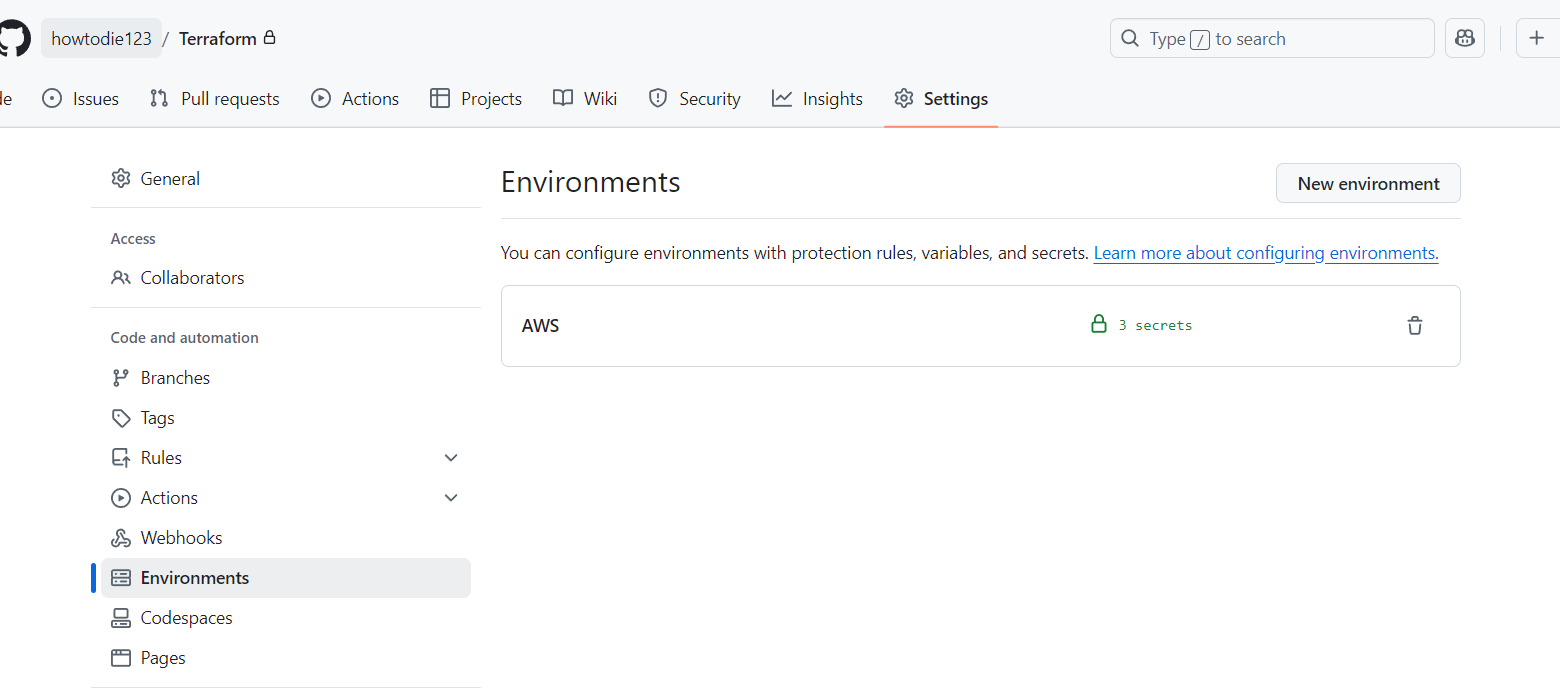 howtodie123 / Terraform
Type / to search
Issues
Pull requests
Actions
Projects
Wiki
Security
Insights
Settings
General
Access
Collaborators
Code and automation
Branches
Tags
Rules
Actions
Webhooks
Environments
Codespaces
Pages
Environments
New environment
You can configure environments with protection rules, variables, and secrets. Learn more about configuring environments.
AWS
3 secrets